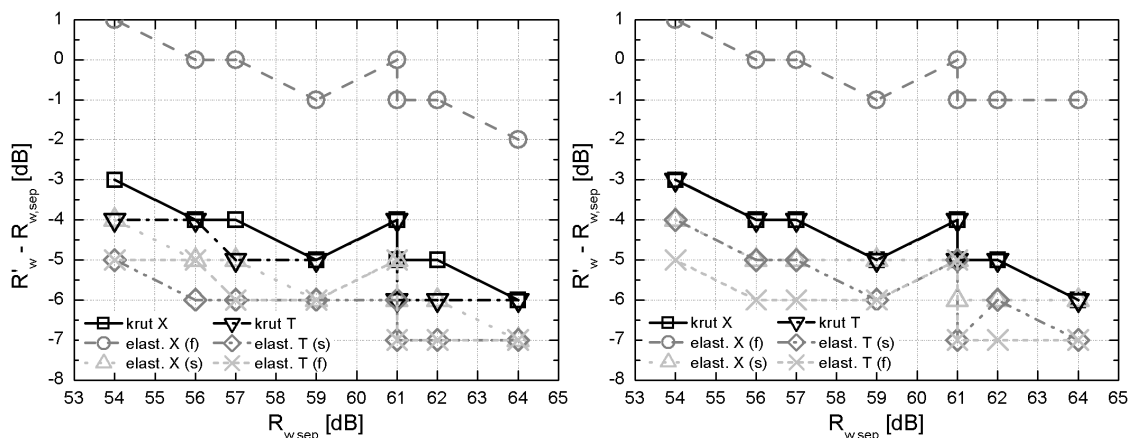 1
0
-1
-2
-3
-4
-5
-6
-7
-8
R'w - Rw,sep [dB]
krut X
krut T
elast. X (f)
elast. T (s)
elast. X (s)
elast. T (f)
53 54 55 56 57 58 59 60 61 62 63 64 65
Rw,sep [dB]
1
0
-1
-2
-3
-4
-5
-6
-7
-8
R'w - Rw,sep [dB]
krut X
krut T
elast. X (f)
elast. T (s)
elast. X (s)
elast. T (f)
53 54 55 56 57 58 59 60 61 62 63 64 65
Rw,sep [dB]